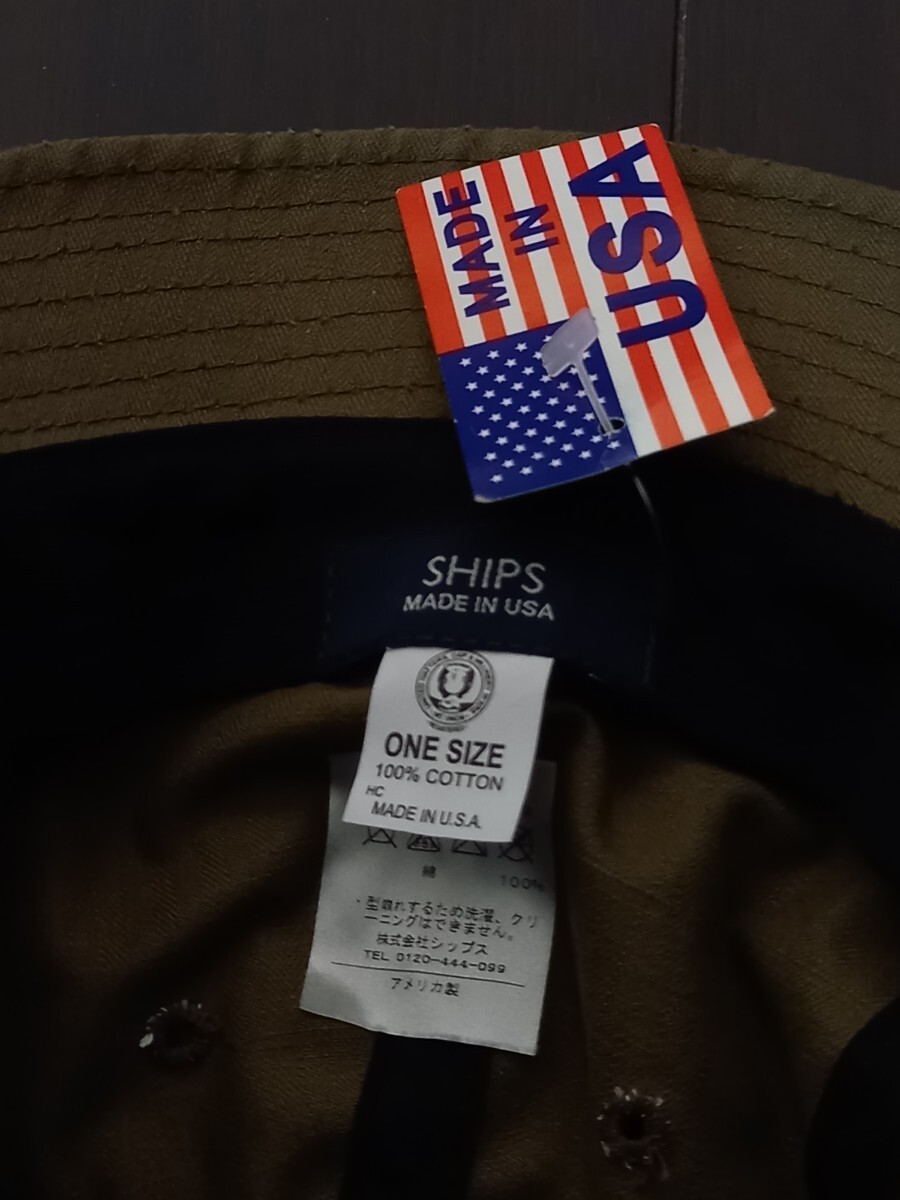 MADE
IN
USA
SHIPS
MADE IN USA
ONE SIZE
100% COTTON
HC
MADE IN U.S.A.
綿 100%
・型崩れするため洗濯、クリ
ーニングはできません。
株式会社シップス
TEL 0120-444-099
アメリカ製